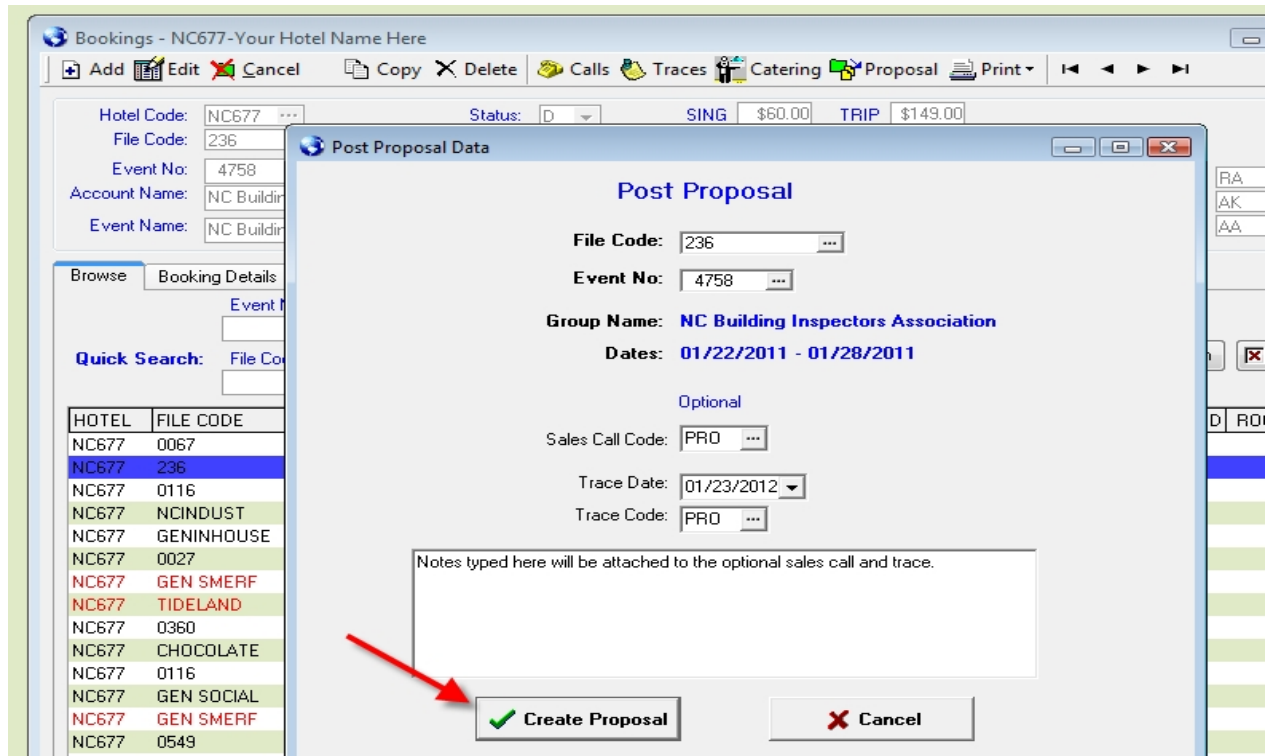 Bookings - NC677-Your Hotel Name Here
Add Edit Cancel Copy Delete Calls Traces Catering Proposal Print
Hotel Code: NC677 ... Status: D SING $60.00 TRIP $149.00
File Code: 236
Event No: 4758
Account Name: NC Buildin
Event Name: NC Buildin
RA
AK
AA
Browse Booking Details
Event N
Quick Search: File Co
HOTEL FILE CODE D ROO
NC677 0067
NC677 236
NC677 0116
NC677 NCINDUST
NC677 GENINHOUSE
NC677 0027
NC677 GEN SMERF
NC677 TIDELAND
NC677 0360
NC677 CHOCOLATE
NC677 0116
NC677 GEN SOCIAL
NC677 GEN SMERF
NC677 0549
Post Proposal Data
Post Proposal
File Code: 236 ...
Event No: 4758 ...
Group Name: NC Building Inspectors Association
Dates: 01/22/2011 - 01/28/2011
Optional
Sales Call Code: PRO ...
Trace Date: 01/23/2012
Trace Code: PRO ...
Notes typed here will be attached to the optional sales call and trace.
Create Proposal Cancel